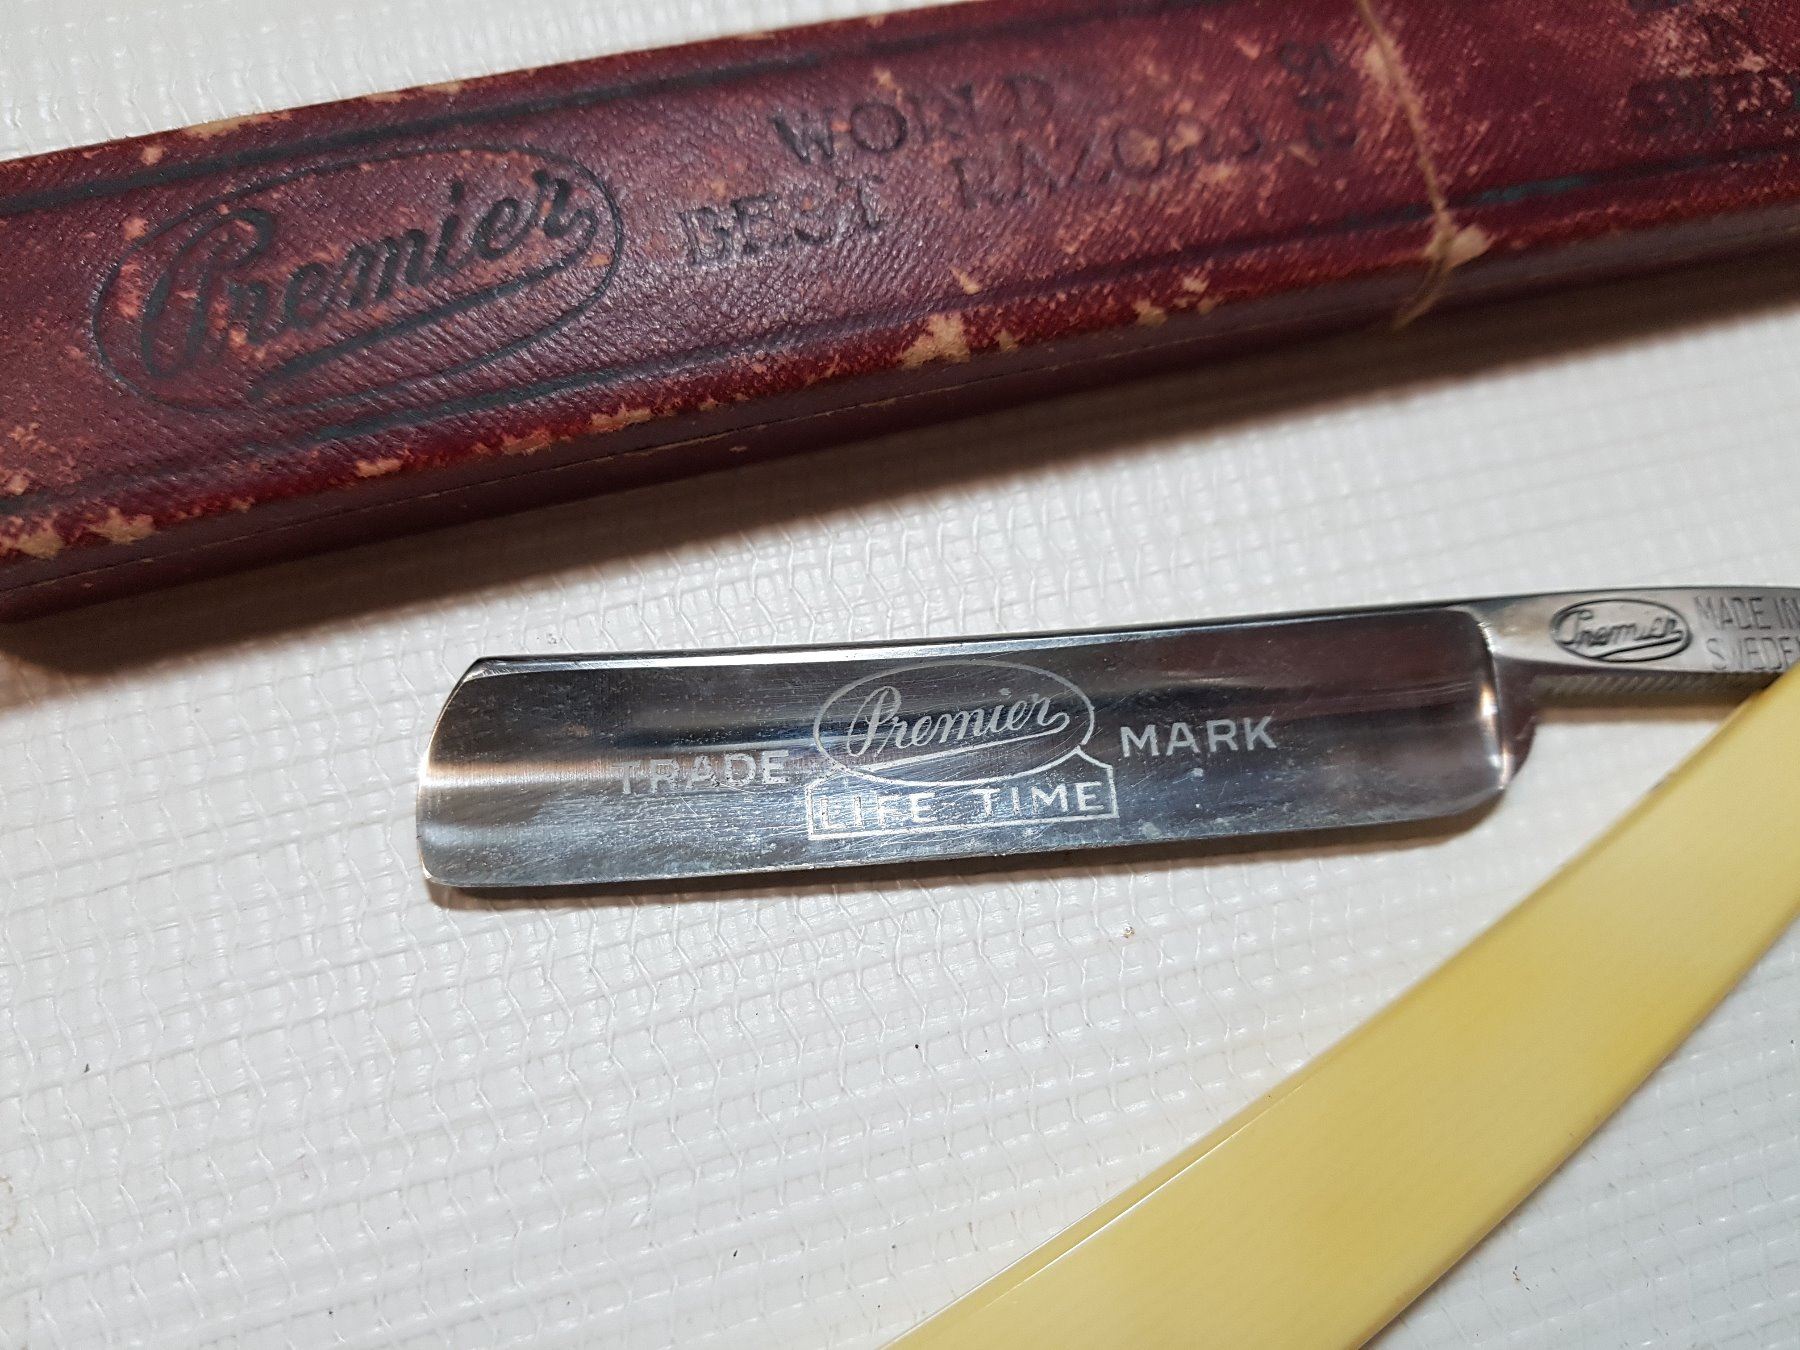 Premier
WORLD
BEST RAZORS
Premier
TRADE MARK
LIFE-TIME
Premier
MADE IN
SWEDEN